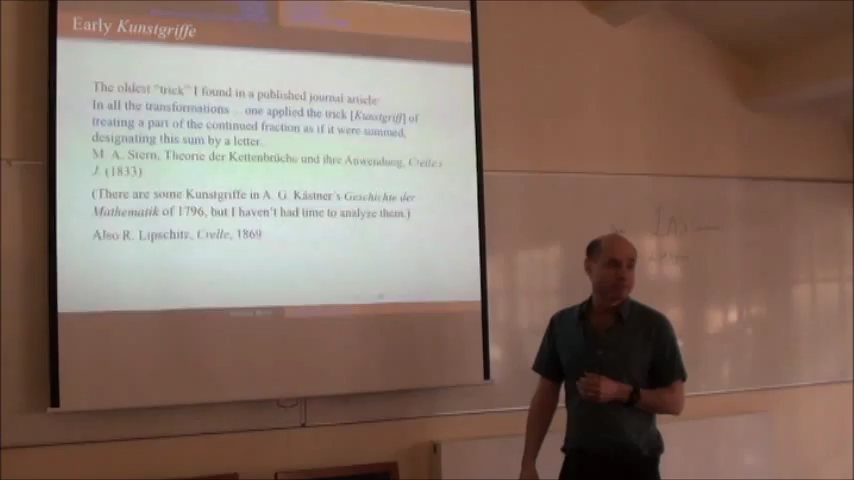 Early Kunstgriffe
The oldest "trick" I found in a published journal article:
In all the transformations ... one applied the trick [Kunstgriff] of
treating a part of the continued fraction as if it were summed,
designating this sum by a letter.
M. A. Stern, Theorie der Kettenbrüche und ihre Anwendung, Crelle's
J. (1833)
(There are some Kunstgriffe in A. G. Kästner's Geschichte der
Mathematik of 1796, but I haven't had time to analyze them.)
Also R. Lipschitz, Crelle, 1869